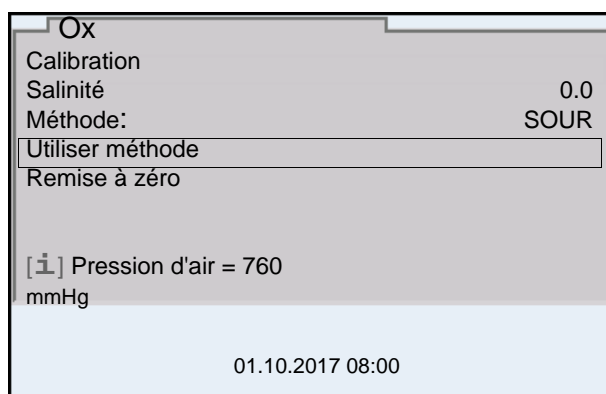 Ox
Calibration
Salinité 0.0
Méthode: SOUR
Utiliser méthode
Remise à zéro
[i] Pression d'air = 760
mmHg
01.10.2017 08:00